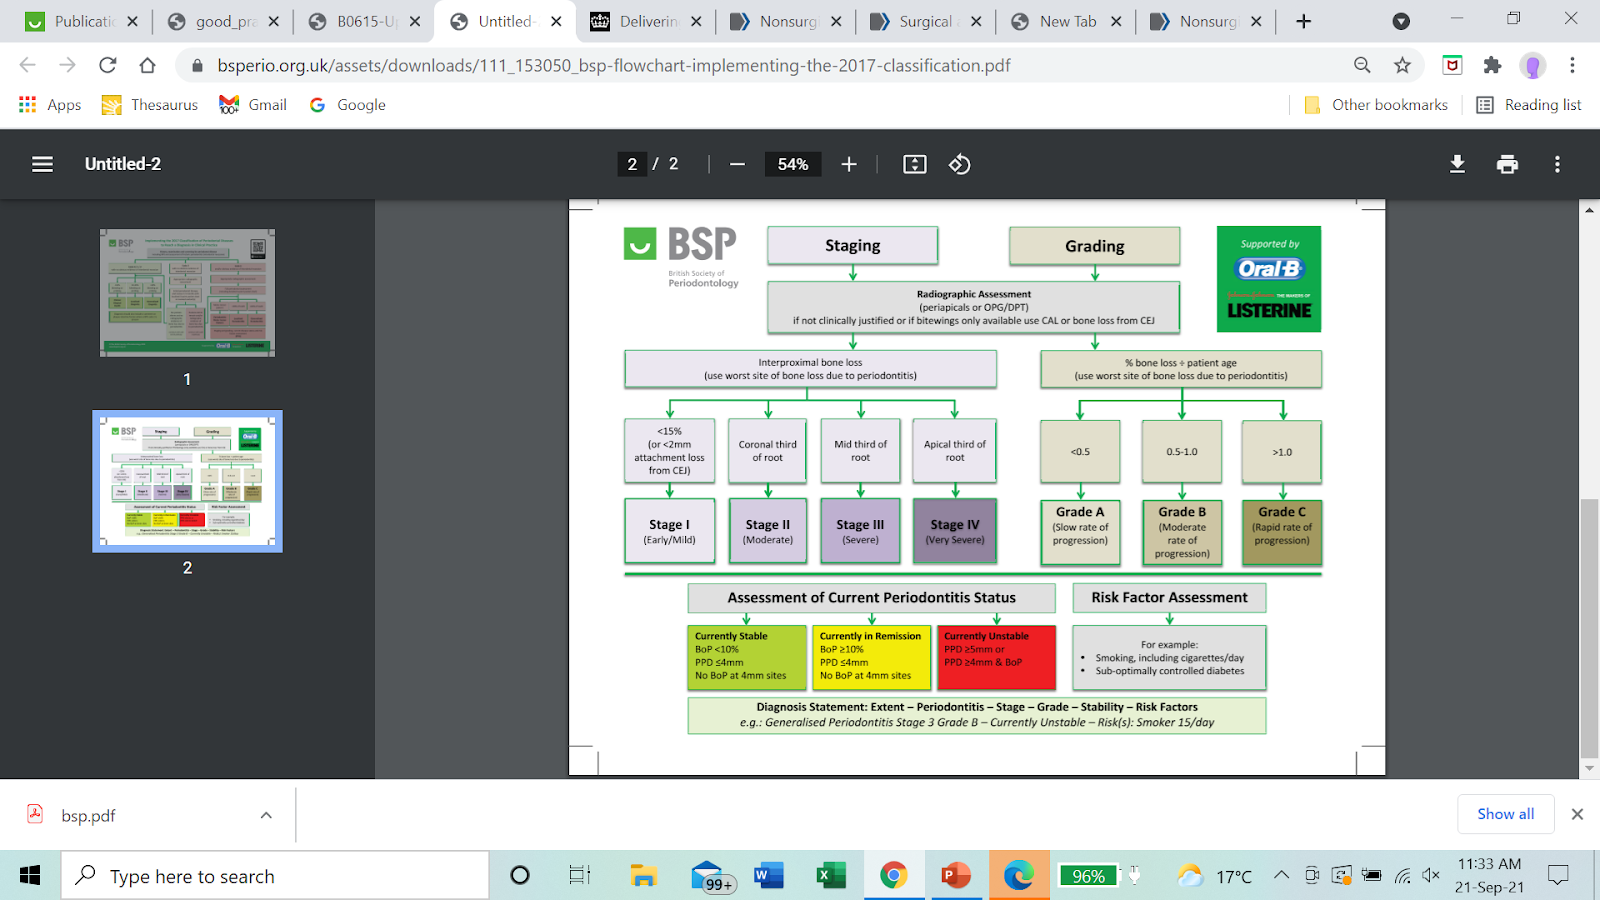 Publicatio
good_pra
B0615-Up
Untitled-
Deliverin
Nonsurgi
Surgical
New Tab
Nonsurgi
bsperio.org.uk/assets/downloads/111_153050_bsp-flowchart-implementing-the-2017-classification.pdf
Apps
Thesaurus
100+
Gmail
Google
Other bookmarks
Reading list
Untitled-2
2 / 2
54%
1
2
BSP
British Society of
Periodontology
Staging
Grading
Supported by
Oral-B
THE MAKERS OF
LISTERINE
Radiographic Assessment
(periapicals or OPG/DPT)
if not clinically justified or if bitewings only available use CAL or bone loss from CEJ
Interproximal bone loss
(use worst site of bone loss due to periodontitis)
% bone loss ÷ patient age
(use worst site of bone loss due to periodontitis)
<15%
(or <2mm
attachment loss
from CEJ)
Coronal third
of root
Mid third of
root
Apical third of
root
<0.5
0.5-1.0
>1.0
Stage I
(Early/Mild)
Stage II
(Moderate)
Stage III
(Severe)
Stage IV
(Very Severe)
Grade A
(Slow rate of
progression)
Grade B
(Moderate
rate of
progression)
Grade C
(Rapid rate of
progression)
Assessment of Current Periodontitis Status
Risk Factor Assessment
Currently Stable
BoP <10%
PPD ≤4mm
No BoP at 4mm sites
Currently in Remission
BoP ≥10%
PPD ≤4mm
No BoP at 4mm sites
Currently Unstable
PPD ≥5mm or
PPD ≥4mm & BoP
For example:
• Smoking, including cigarettes/day
• Sub-optimally controlled diabetes
Diagnosis Statement: Extent – Periodontitis – Stage – Grade – Stability – Risk Factors
e.g.: Generalised Periodontitis Stage 3 Grade B – Currently Unstable – Risk(s): Smoker 15/day
bsp.pdf
Show all
Type here to search
99+
96%
17°C
11:33 AM
21-Sep-21